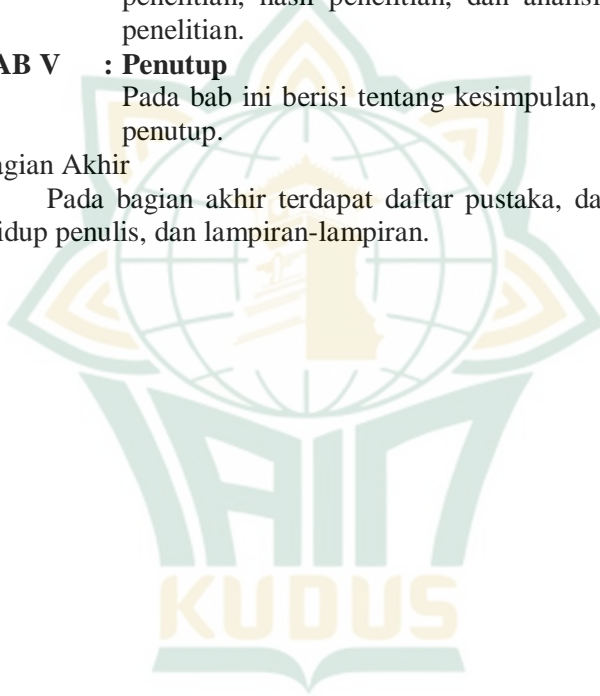 penelitian, hasil penelitian, dan analisi
penelitian.
AB V : Penutup
Pada bab ini berisi tentang kesimpulan,
penutup.
agian Akhir
Pada bagian akhir terdapat daftar pustaka, da
idup penulis, dan lampiran-lampiran.
IAIN
KUDUS